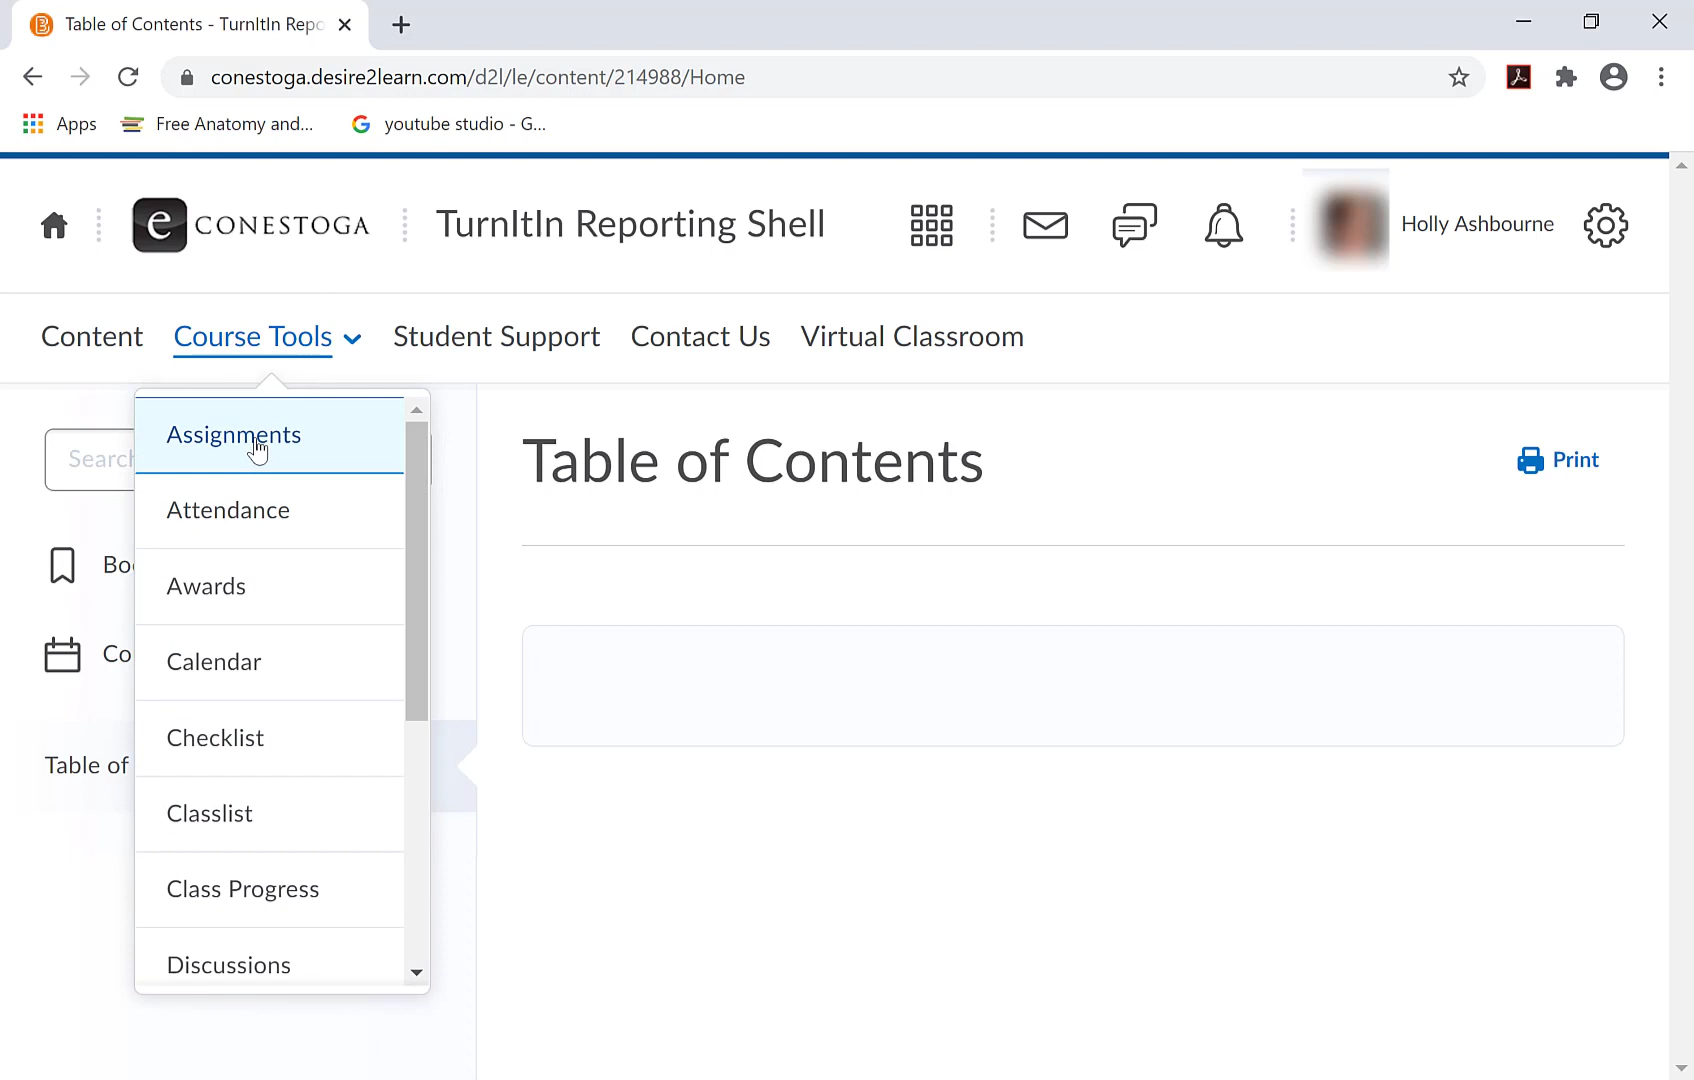 Table of Contents - TurnItIn Repo
conestoga.desire2learn.com/d2l/le/content/214988/Home
Apps
Free Anatomy and...
youtube studio - G...
e CONESTOGA
TurnItIn Reporting Shell
Holly Ashbourne
Content
Course Tools
Student Support
Contact Us
Virtual Classroom
Search
Assignments
Attendance
Awards
Calendar
Checklist
Classlist
Class Progress
Discussions
Boo
Co
Table of
Table of Contents
Print